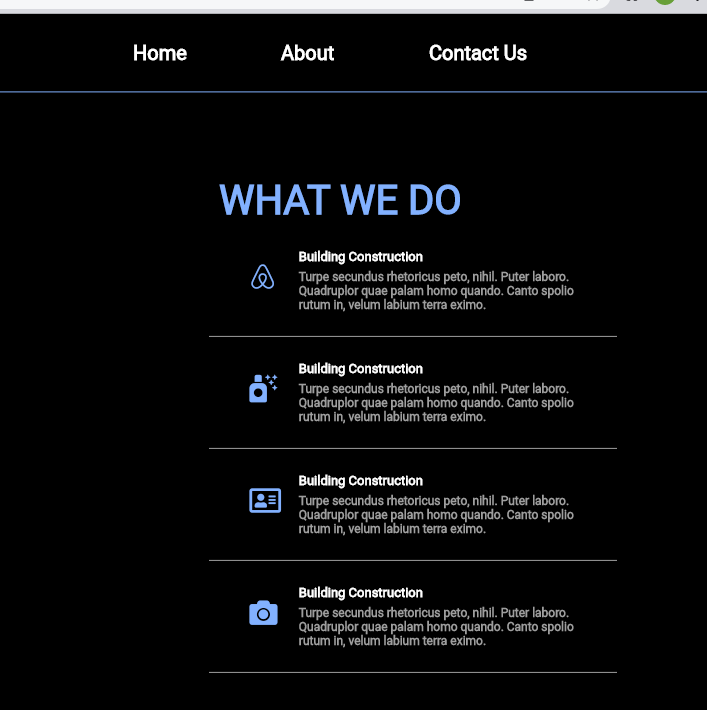 Home About Contact Us
WHAT WE DO
Building Construction
Turpe secundus rhetoricus peto, nihil. Puter laboro.
Quadruplor quae palam homo quando. Canto spolio
rutum in, velum labium terra eximo.
Building Construction
Turpe secundus rhetoricus peto, nihil. Puter laboro.
Quadruplor quae palam homo quando. Canto spolio
rutum in, velum labium terra eximo.
Building Construction
Turpe secundus rhetoricus peto, nihil. Puter laboro.
Quadruplor quae palam homo quando. Canto spolio
rutum in, velum labium terra eximo.
Building Construction
Turpe secundus rhetoricus peto, nihil. Puter laboro.
Quadruplor quae palam homo quando. Canto spolio
rutum in, velum labium terra eximo.